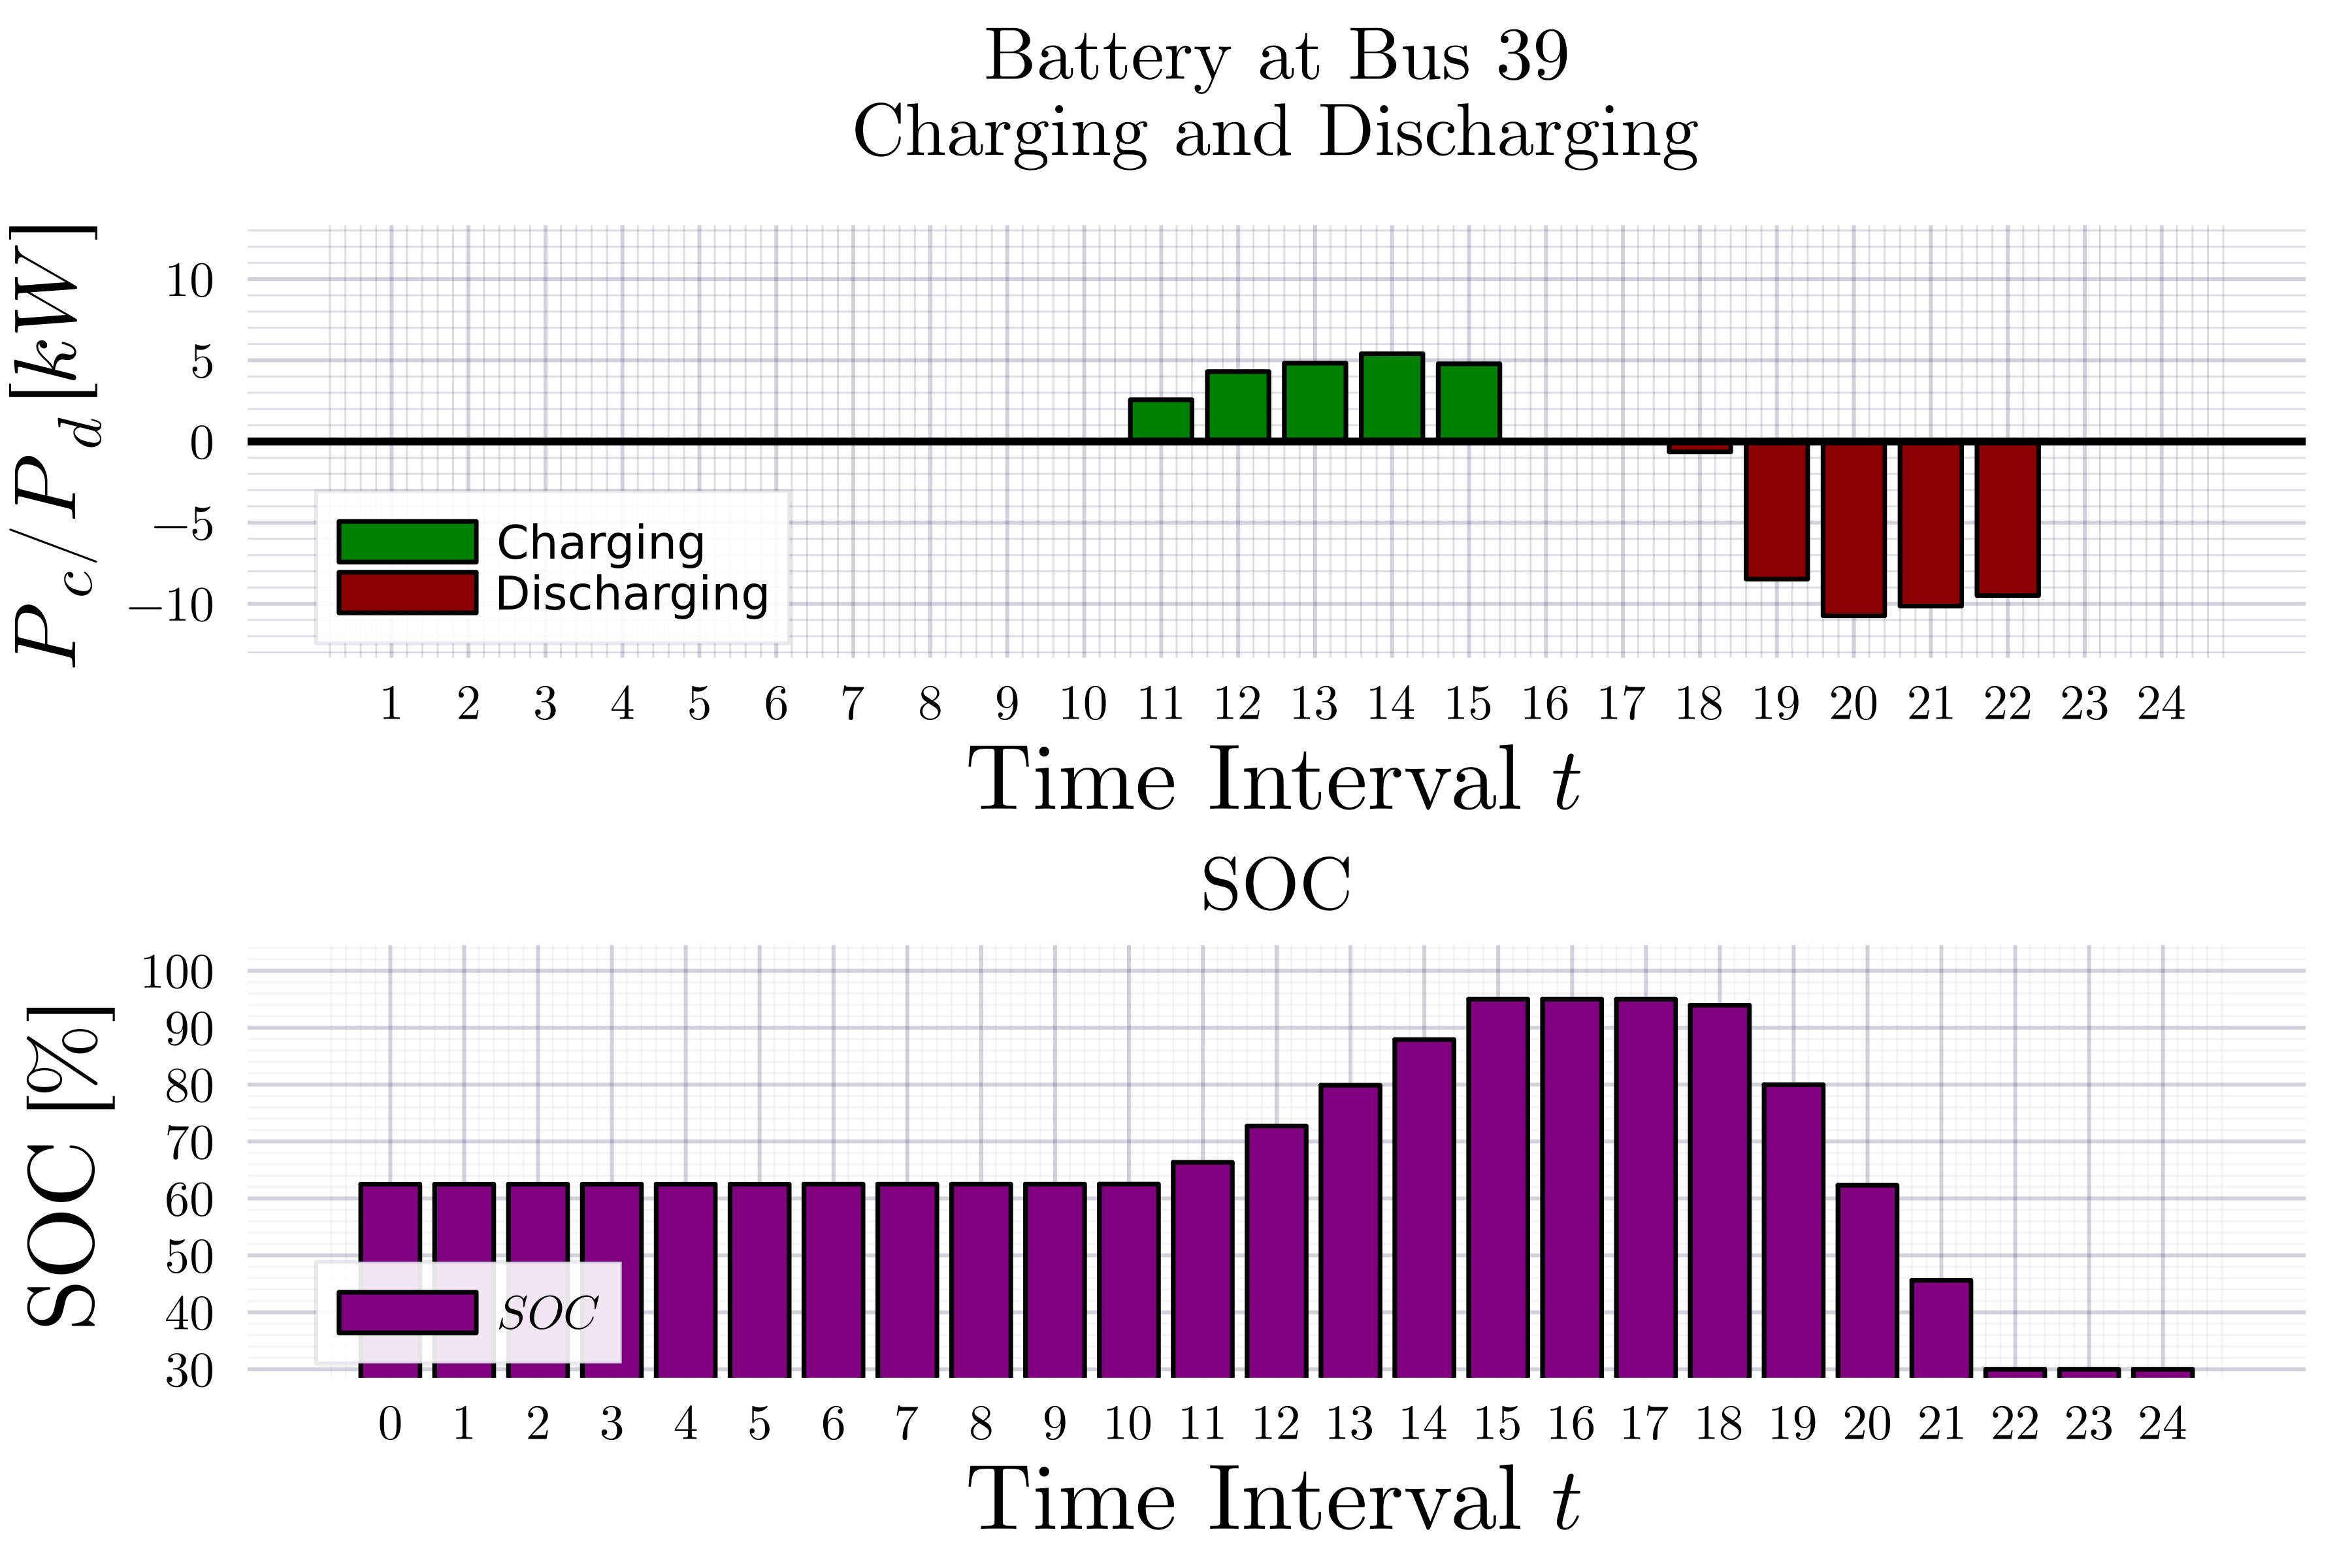 Battery at Bus 39
Charging and Discharging
P_c/P_d[kW]
10
5
0
−5
−10
Charging
Discharging
1 2 3 4 5 6 7 8 9 10 11 12 13 14 15 16 17 18 19 20 21 22 23 24
Time Interval t
SOC
SOC [%]
100
90
80
70
60
50
40
30
SOC
0 1 2 3 4 5 6 7 8 9 10 11 12 13 14 15 16 17 18 19 20 21 22 23 24
Time Interval t